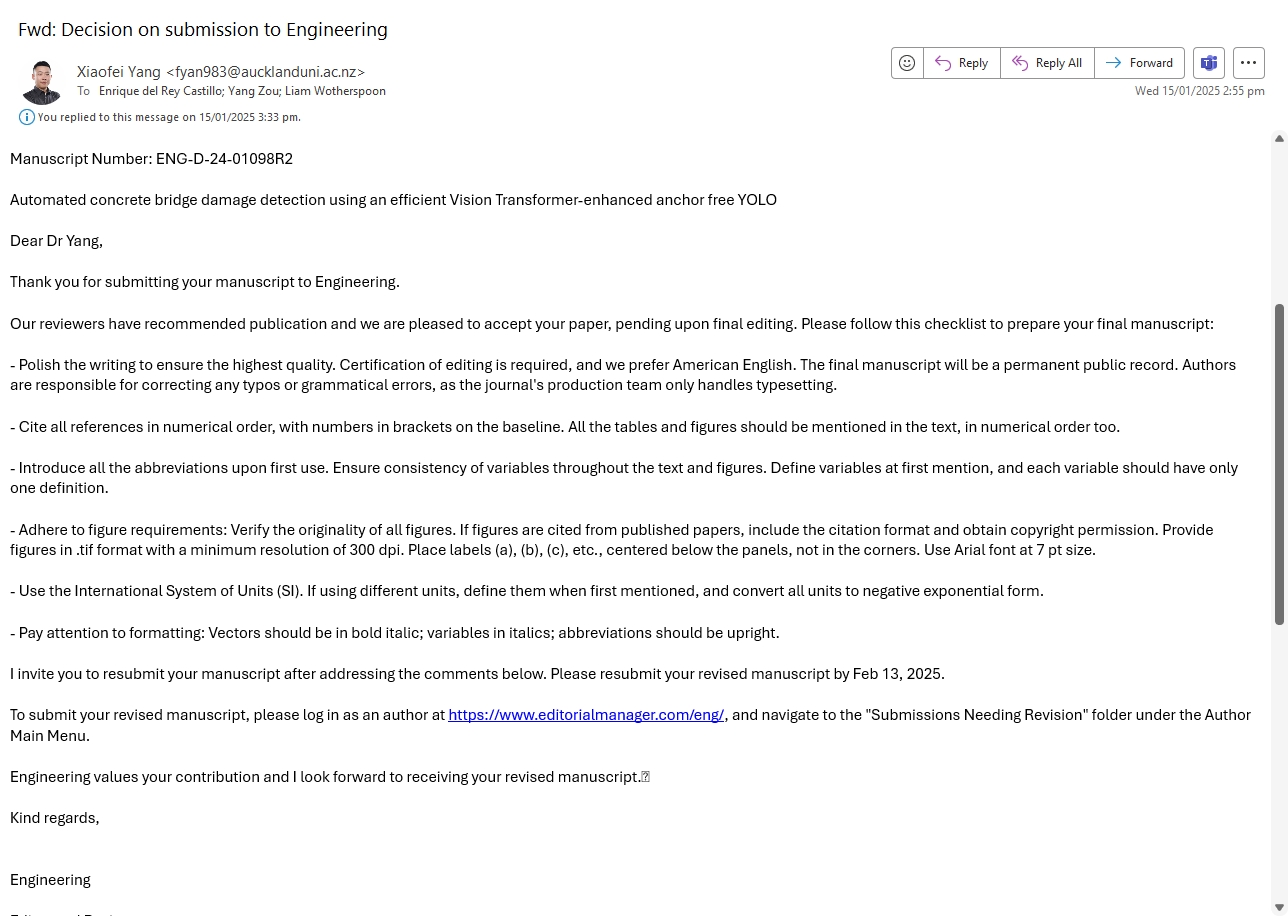 Fwd: Decision on submission to Engineering
Xiaofei Yang <fyan983@aucklanduni.ac.nz>
To Enrique del Rey Castillo; Yang Zou; Liam Wotherspoon
Reply
Reply All
Forward
Wed 15/01/2025 2:55 pm
You replied to this message on 15/01/2025 3:33 pm.
Manuscript Number: ENG-D-24-01098R2
Automated concrete bridge damage detection using an efficient Vision Transformer-enhanced anchor free YOLO
Dear Dr Yang,
Thank you for submitting your manuscript to Engineering.
Our reviewers have recommended publication and we are pleased to accept your paper, pending upon final editing. Please follow this checklist to prepare your final manuscript:
- Polish the writing to ensure the highest quality. Certification of editing is required, and we prefer American English. The final manuscript will be a permanent public record. Authors
are responsible for correcting any typos or grammatical errors, as the journal's production team only handles typesetting.
- Cite all references in numerical order, with numbers in brackets on the baseline. All the tables and figures should be mentioned in the text, in numerical order too.
- Introduce all the abbreviations upon first use. Ensure consistency of variables throughout the text and figures. Define variables at first mention, and each variable should have only
one definition.
- Adhere to figure requirements: Verify the originality of all figures. If figures are cited from published papers, include the citation format and obtain copyright permission. Provide
figures in .tif format with a minimum resolution of 300 dpi. Place labels (a), (b), (c), etc., centered below the panels, not in the corners. Use Arial font at 7 pt size.
- Use the International System of Units (SI). If using different units, define them when first mentioned, and convert all units to negative exponential form.
- Pay attention to formatting: Vectors should be in bold italic; variables in italics; abbreviations should be upright.
I invite you to resubmit your manuscript after addressing the comments below. Please resubmit your revised manuscript by Feb 13, 2025.
To submit your revised manuscript, please log in as an author at https://www.editorialmanager.com/eng/, and navigate to the "Submissions Needing Revision" folder under the Author
Main Menu.
Engineering values your contribution and I look forward to receiving your revised manuscript.
Kind regards,
Engineering